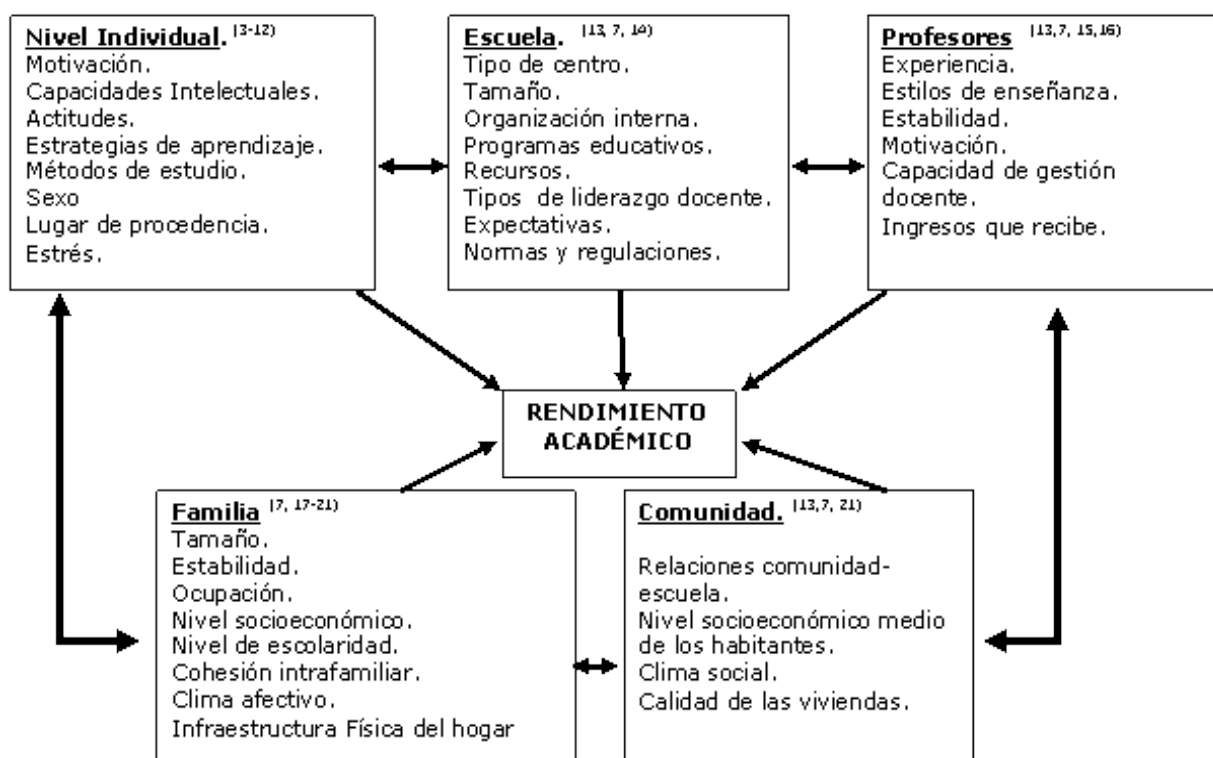 Nivel Individual. (3-12)
Motivación.
Capacidades Intelectuales.
Actitudes.
Estrategias de aprendizaje.
Métodos de estudio.
Sexo
Lugar de procedencia.
Estrés.
Escuela. (13, 7, 14)
Tipo de centro.
Tamaño.
Organización interna.
Programas educativos.
Recursos.
Tipos de liderazgo docente.
Expectativas.
Normas y regulaciones.
Profesores (13,7, 15,16)
Experiencia.
Estilos de enseñanza.
Estabilidad.
Motivación.
Capacidad de gestión
docente.
Ingresos que recibe.
RENDIMIENTO
ACADÉMICO
Familia (7, 17-21)
Tamaño.
Estabilidad.
Ocupación.
Nivel socioeconómico.
Nivel de escolaridad.
Cohesión intrafamiliar.
Clima afectivo.
Infraestructura Física del hogar
Comunidad. (13,7, 21)
Relaciones comunidad-
escuela.
Nivel socioeconómico medio
de los habitantes.
Clima social.
Calidad de las viviendas.